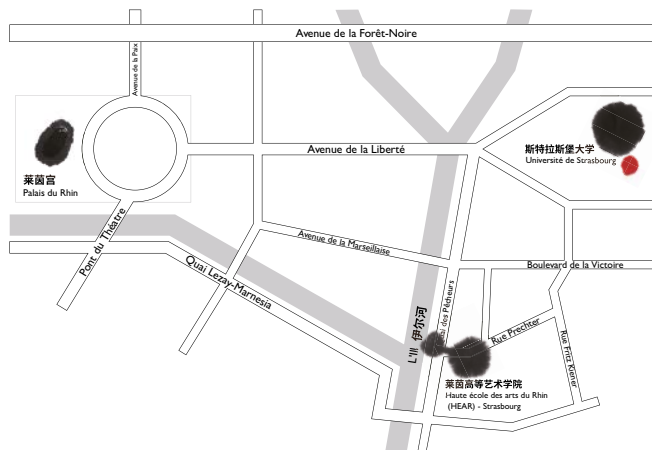 Avenue de la Forêt-Noire
Avenue de la Paix
Avenue de la Liberté
斯特拉斯堡大学
Université de Strasbourg
莱茵宫
Palais du Rhin
Pont du Théatre
Avenue de la Marseillaise
Quai Lezay-Marnesia
Boulevard de la Victoire
des Pêcheurs
L'Ill 伊尔河
Rue Prechter
Rue Fritz Kiener
莱茵高等艺术学院
Haute école des arts du Rhin
(HEAR) - Strasbourg